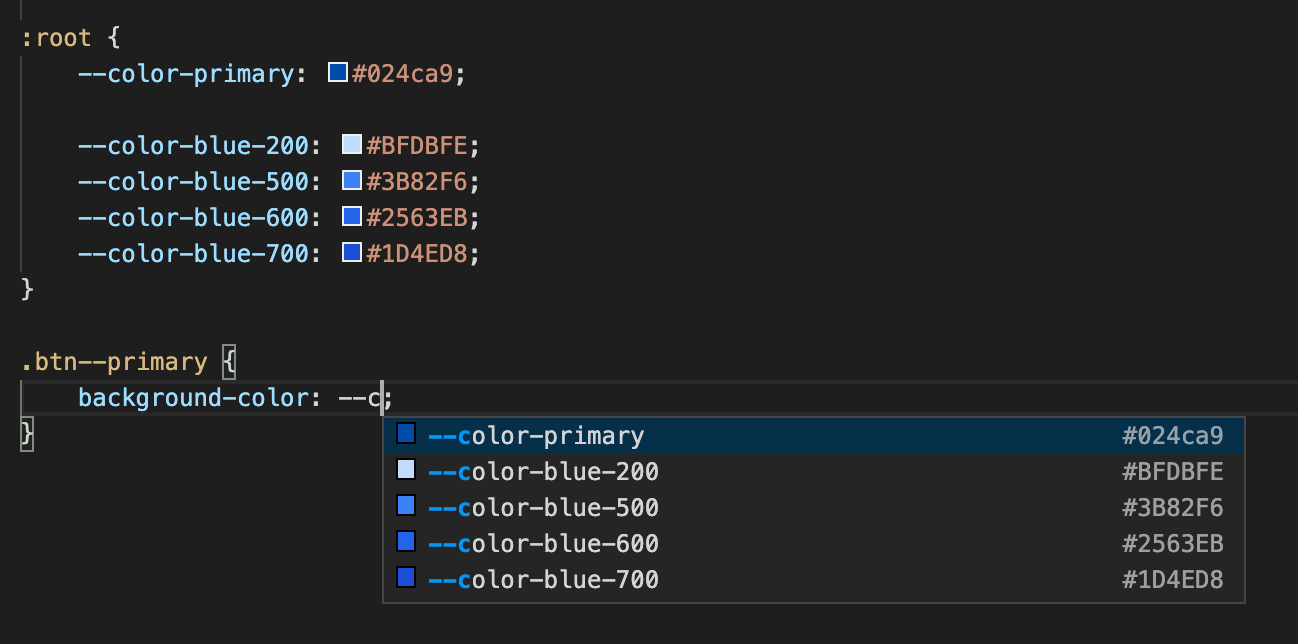 :root {
--color-primary: #024ca9;
--color-blue-200: #BFDBFE;
--color-blue-500: #3B82F6;
--color-blue-600: #2563EB;
--color-blue-700: #1D4ED8;
}
.btn--primary {
background-color: --c;
}
--color-primary #024ca9
--color-blue-200 #BFDBFE
--color-blue-500 #3B82F6
--color-blue-600 #2563EB
--color-blue-700 #1D4ED8